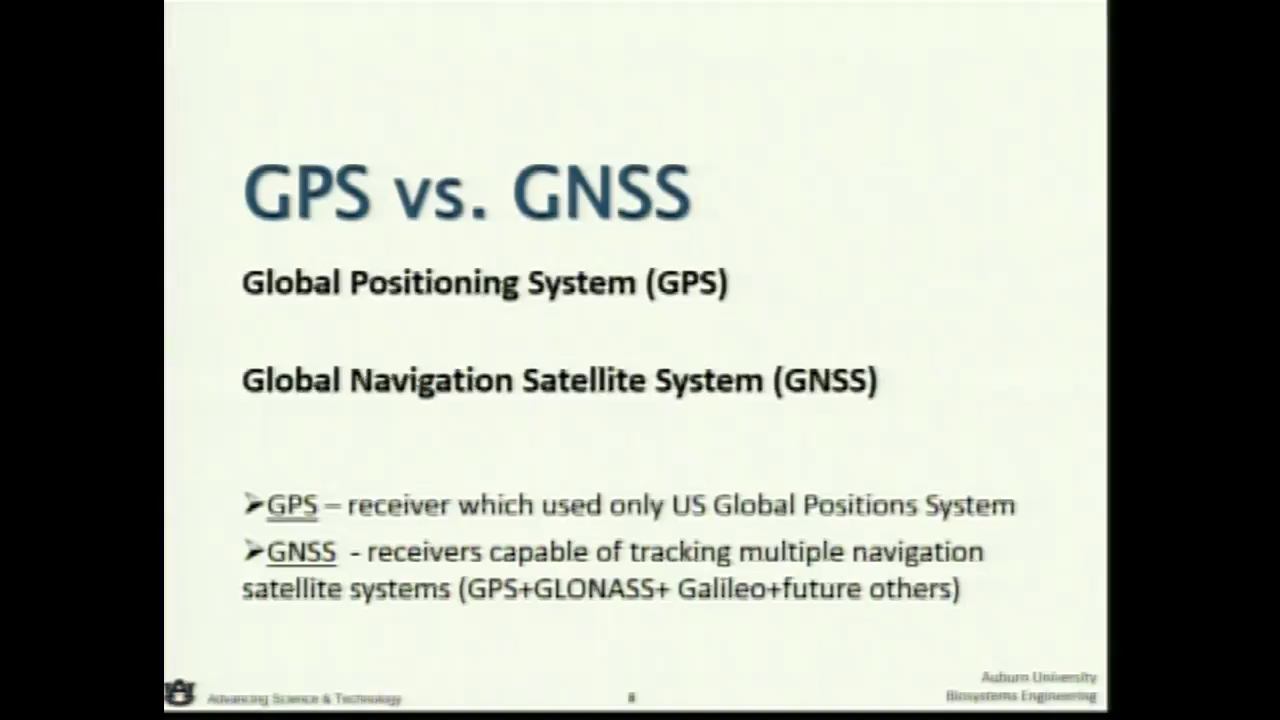 GPS vs. GNSS
Global Positioning System (GPS)
Global Navigation Satellite System (GNSS)
➢GPS – receiver which used only US Global Positions System
➢GNSS - receivers capable of tracking multiple navigation
satellite systems (GPS+GLONASS+ Galileo+future others)
Advancing Science & Technology
8
Auburn University
Biosystems Engineering